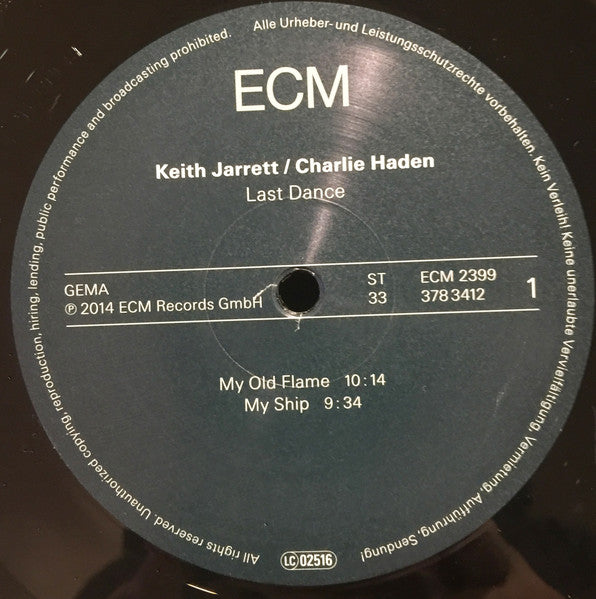 ECM
Keith Jarrett / Charlie Haden
Last Dance
GEMA
℗ 2014 ECM Records GmbH
ST
33
ECM 2399
378 3412
1
My Old Flame 10:14
My Ship 9:34
All rights reserved. Unauthorized copying, reproduction, hiring, lending, public performance and broadcasting prohibited.
Alle Urheber- und Leistungsschutzrechte vorbehalten. Kein Verleih! Keine unerlaubte Vervielfältigung, Vermietung, Aufführung, Sendung!
LC 02516